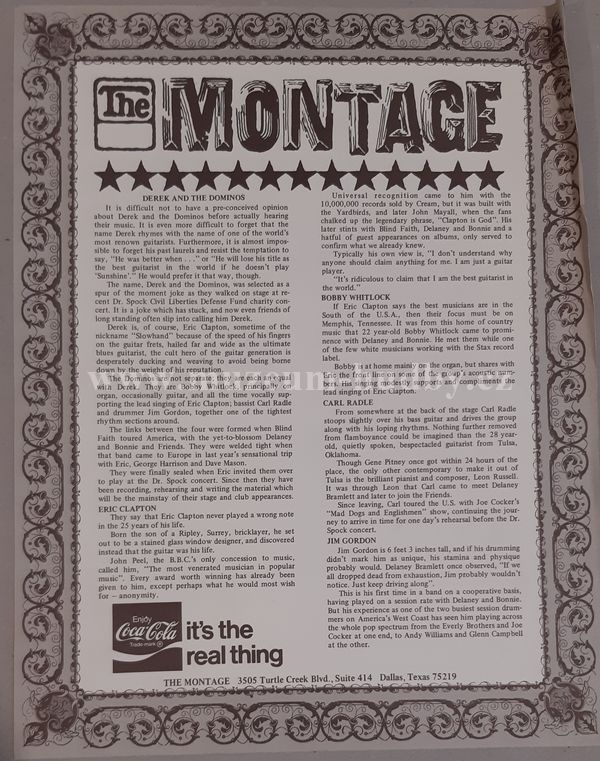 The MONTAGE
DEREK AND THE DOMINOS
It is difficult not to have a pre-conceived opinion
about Derek and the Dominos before actually hearing
their music. It is even more difficult to forget that the
name Derek rhymes with the name of one of the world's
most renown guitarists. Furthermore, it is almost impos-
sible to forget his past laurels and resist the temptation to
say, "He was better when . . ." or "He will lose his title as
the best guitarist in the world if he doesn't play
'Sunshine'." He would prefer it that way, though.
The name, Derek and the Dominos, was selected as a
spur of the moment joke as they walked on stage at re-
cent Dr. Spock Civil Liberties Defense Fund charity con-
cert. It is a joke which has stuck, and now even friends of
long standing often slip into calling him Derek.
Derek is, of course, Eric Clapton, sometime of the
nickname "Slowhand" because of the speed of his fingers
on the guitar frets, hailed far and wide as the ultimate
blues guitarist, the cult hero of the guitar generation is
desperately ducking and weaving to avoid being borne
under by the weight of his reputation.
with Derek. They are Bobby Whitlock, principally on
organ, occasionally guitar, and all the time vocally sup-
porting the lead singing of Eric Clapton; bassist Carl Radle
and drummer Jim Gordon, together one of the tightest
rhythm sections around.
The links between the four were formed when Blind
Faith toured America, with the yet-to-blossom Delaney
and Bonnie and Friends. They were welded tight when
that band came to Europe in last year's sensational trip
with Eric, George Harrison and Dave Mason.
They were finally sealed when Eric invited them over
to play at the Dr. Spock concert. Since then they have
been recording, rehearsing and writing the material which
will be the mainstay of their stage and club appearances.
ERIC CLAPTON
They say that Eric Clapton never played a wrong note
in the 25 years of his life.
Born the son of a Ripley, Surrey, bricklayer, he set
out to be a stained glass window designer, and discovered
instead that the guitar was his life.
John Peel, the B.B.C.'s only concession to music,
called him, "The most venerated musician in popular
music". Every award worth winning has already been
given to him, except perhaps what he would most wish
for — anonymity.
Universal recognition came to him with the
10,000,000 records sold by Cream, but it was built with
the Yardbirds, and later John Mayall, when the fans
chalked up the legendary phrase, "Clapton is God". His
later stints with Blind Faith, Delaney and Bonnie and a
hatful of guest appearances on albums, only served to
confirm what we already knew.
Typically his own view is, "I don't understand why
anyone should claim anything for me. I am just a guitar
player.
"It's ridiculous to claim that I am the best guitarist in
the world."
BOBBY WHITLOCK
If Eric Clapton says the best musicians are in the
South of the U.S.A., then their focus must be on
Memphis, Tennessee. It was from this home of country
music that 22 year-old Bobby Whitlock came to promi-
nence with Delaney and Bonnie. He met them while one
of the few white musicians working with the Stax record
label.
Bobby is at home mainly on the organ, but shares with
Eric the front line position,
lead singing of Eric Clapton.
CARL RADLE
From somewhere at the back of the stage Carl Radle
stoops slightly over his bass guitar and drives the group
along with his loping rhythms. Nothing further removed
from flamboyance could be imagined than the 28 year-
old, quietly spoken, bespectacled guitarist from Tulsa,
Oklahoma.
Though Gene Pitney once got within 24 hours of the
place, the only other contemporary to make it out of
Tulsa is the brilliant pianist and composer, Leon Russell.
It was through Leon that Carl came to meet Delaney
Bramlett and later to join the Friends.
Since leaving, Carl toured the U.S. with Joe Cocker's
"Mad Dogs and Englishmen" show, continuing the jour-
ney to arrive in time for one day's rehearsal before the Dr.
Spock concert.
JIM GORDON
Jim Gordon is 6 feet 3 inches tall, and if his drumming
didn't mark him as unique, his stamina and physique
probably would. Delaney Bramlett once observed, "If we
all dropped dead from exhaustion, Jim probably wouldn't
notice. Just keep driving along".
This is his first time in a band on a cooperative basis,
having played on a session rate with Delaney and Bonnie.
But his experience as one of the two busiest session drum-
mers on America's West Coast has seen him playing across
the whole pop spectrum from the Everly Brothers and Joe
Cocker at one end, to Andy Williams and Glenn Campbell
at the other.
Enjoy
Coca-Cola
Trade-mark ®
it's the
real thing
THE MONTAGE 3505 Turtle Creek Blvd., Suite 414 Dallas, Texas 75219